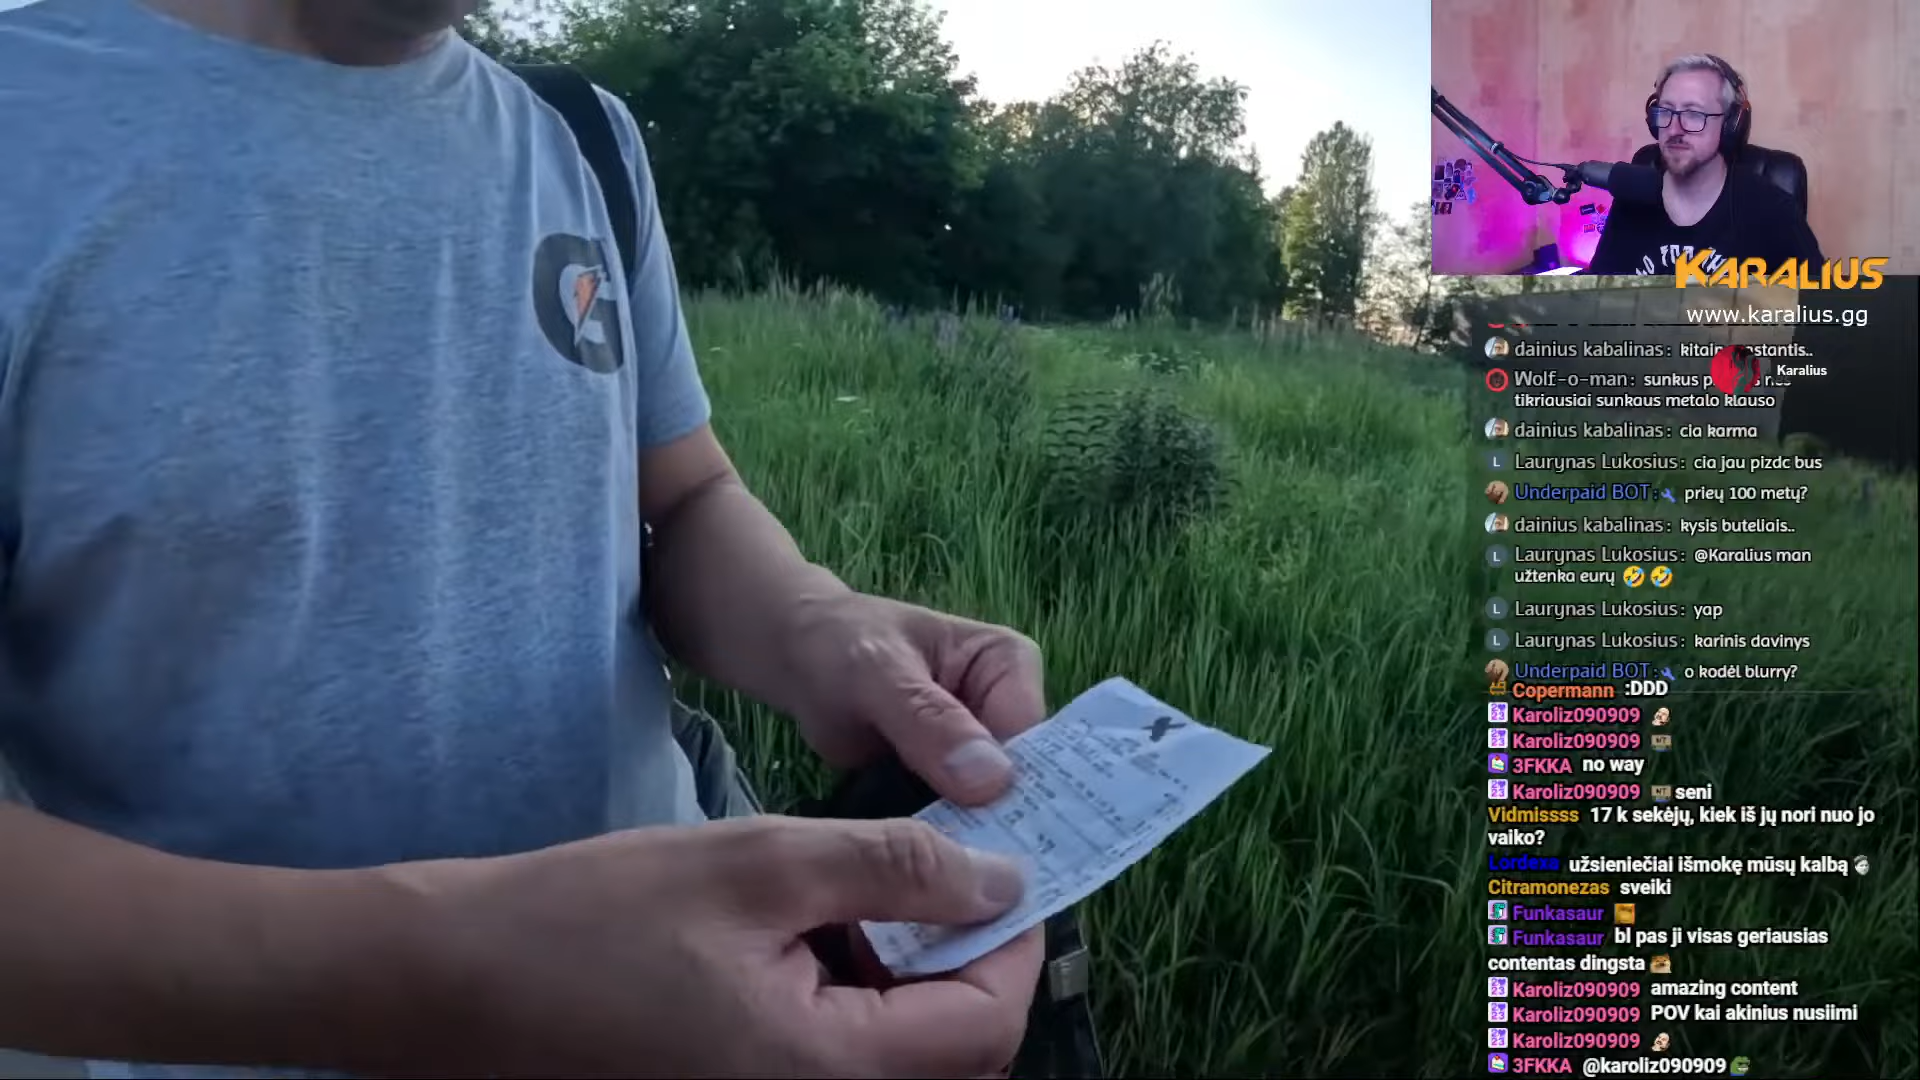 KARALIUS
www.karalius.gg
dainius kabalinas: stantis..
Karalius
Wolf-o-man: sunkus
tikriausiai sunkaus metalo klauso
dainius kabalinas: cia karma
L Laurynas Lukosius: cia jau pizdc bus
Underpaid BOT: priey 100 metų?
dainius kabalinas: kysis buteliais..
L Laurynas Lukosius: @Karalius man
užtenka eurų 🤣 🤣
L Laurynas Lukosius: yap
L Laurynas Lukosius: karinis davinys
Underpaid BOT: o kodėl blurry?
Copermann :DDD
Karoliz090909
Karoliz090909
3FKKA no way
Karoliz090909 seni
Vidmissss 17 k sekėjų, kiek iš jų nori nuo jo
vaiko?
Lordexa užsieniečiai išmokę mūsų kalbą
Citramonezas sveiki
Funkasaur
Funkasaur bl pas ji visas geriausias
contentas dingsta
Karoliz090909 amazing content
Karoliz090909 POV kai akinius nusiimi
Karoliz090909
3FKKA @karoliz090909